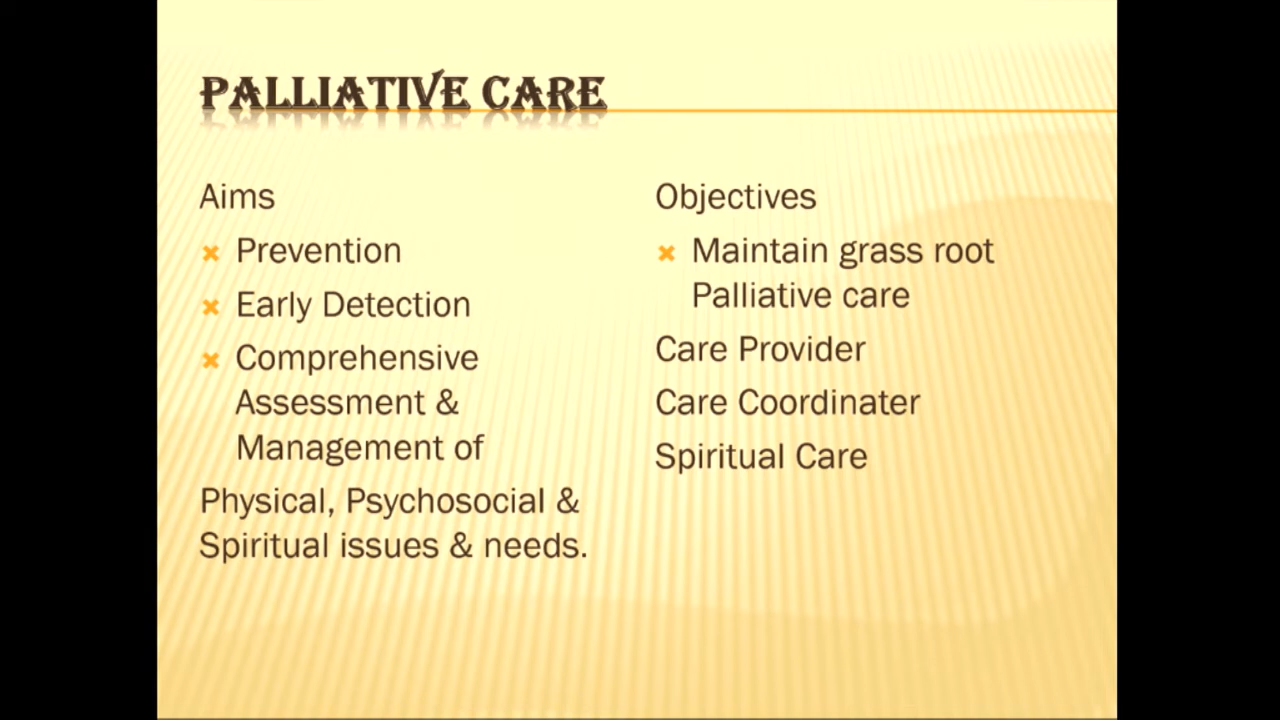 PALLIATIVE CARE
Aims
Prevention
Early Detection
Comprehensive
Assessment &
Management of
Physical, Psychosocial &
Spiritual issues & needs.
Objectives
Maintain grass root
Palliative care
Care Provider
Care Coordinater
Spiritual Care